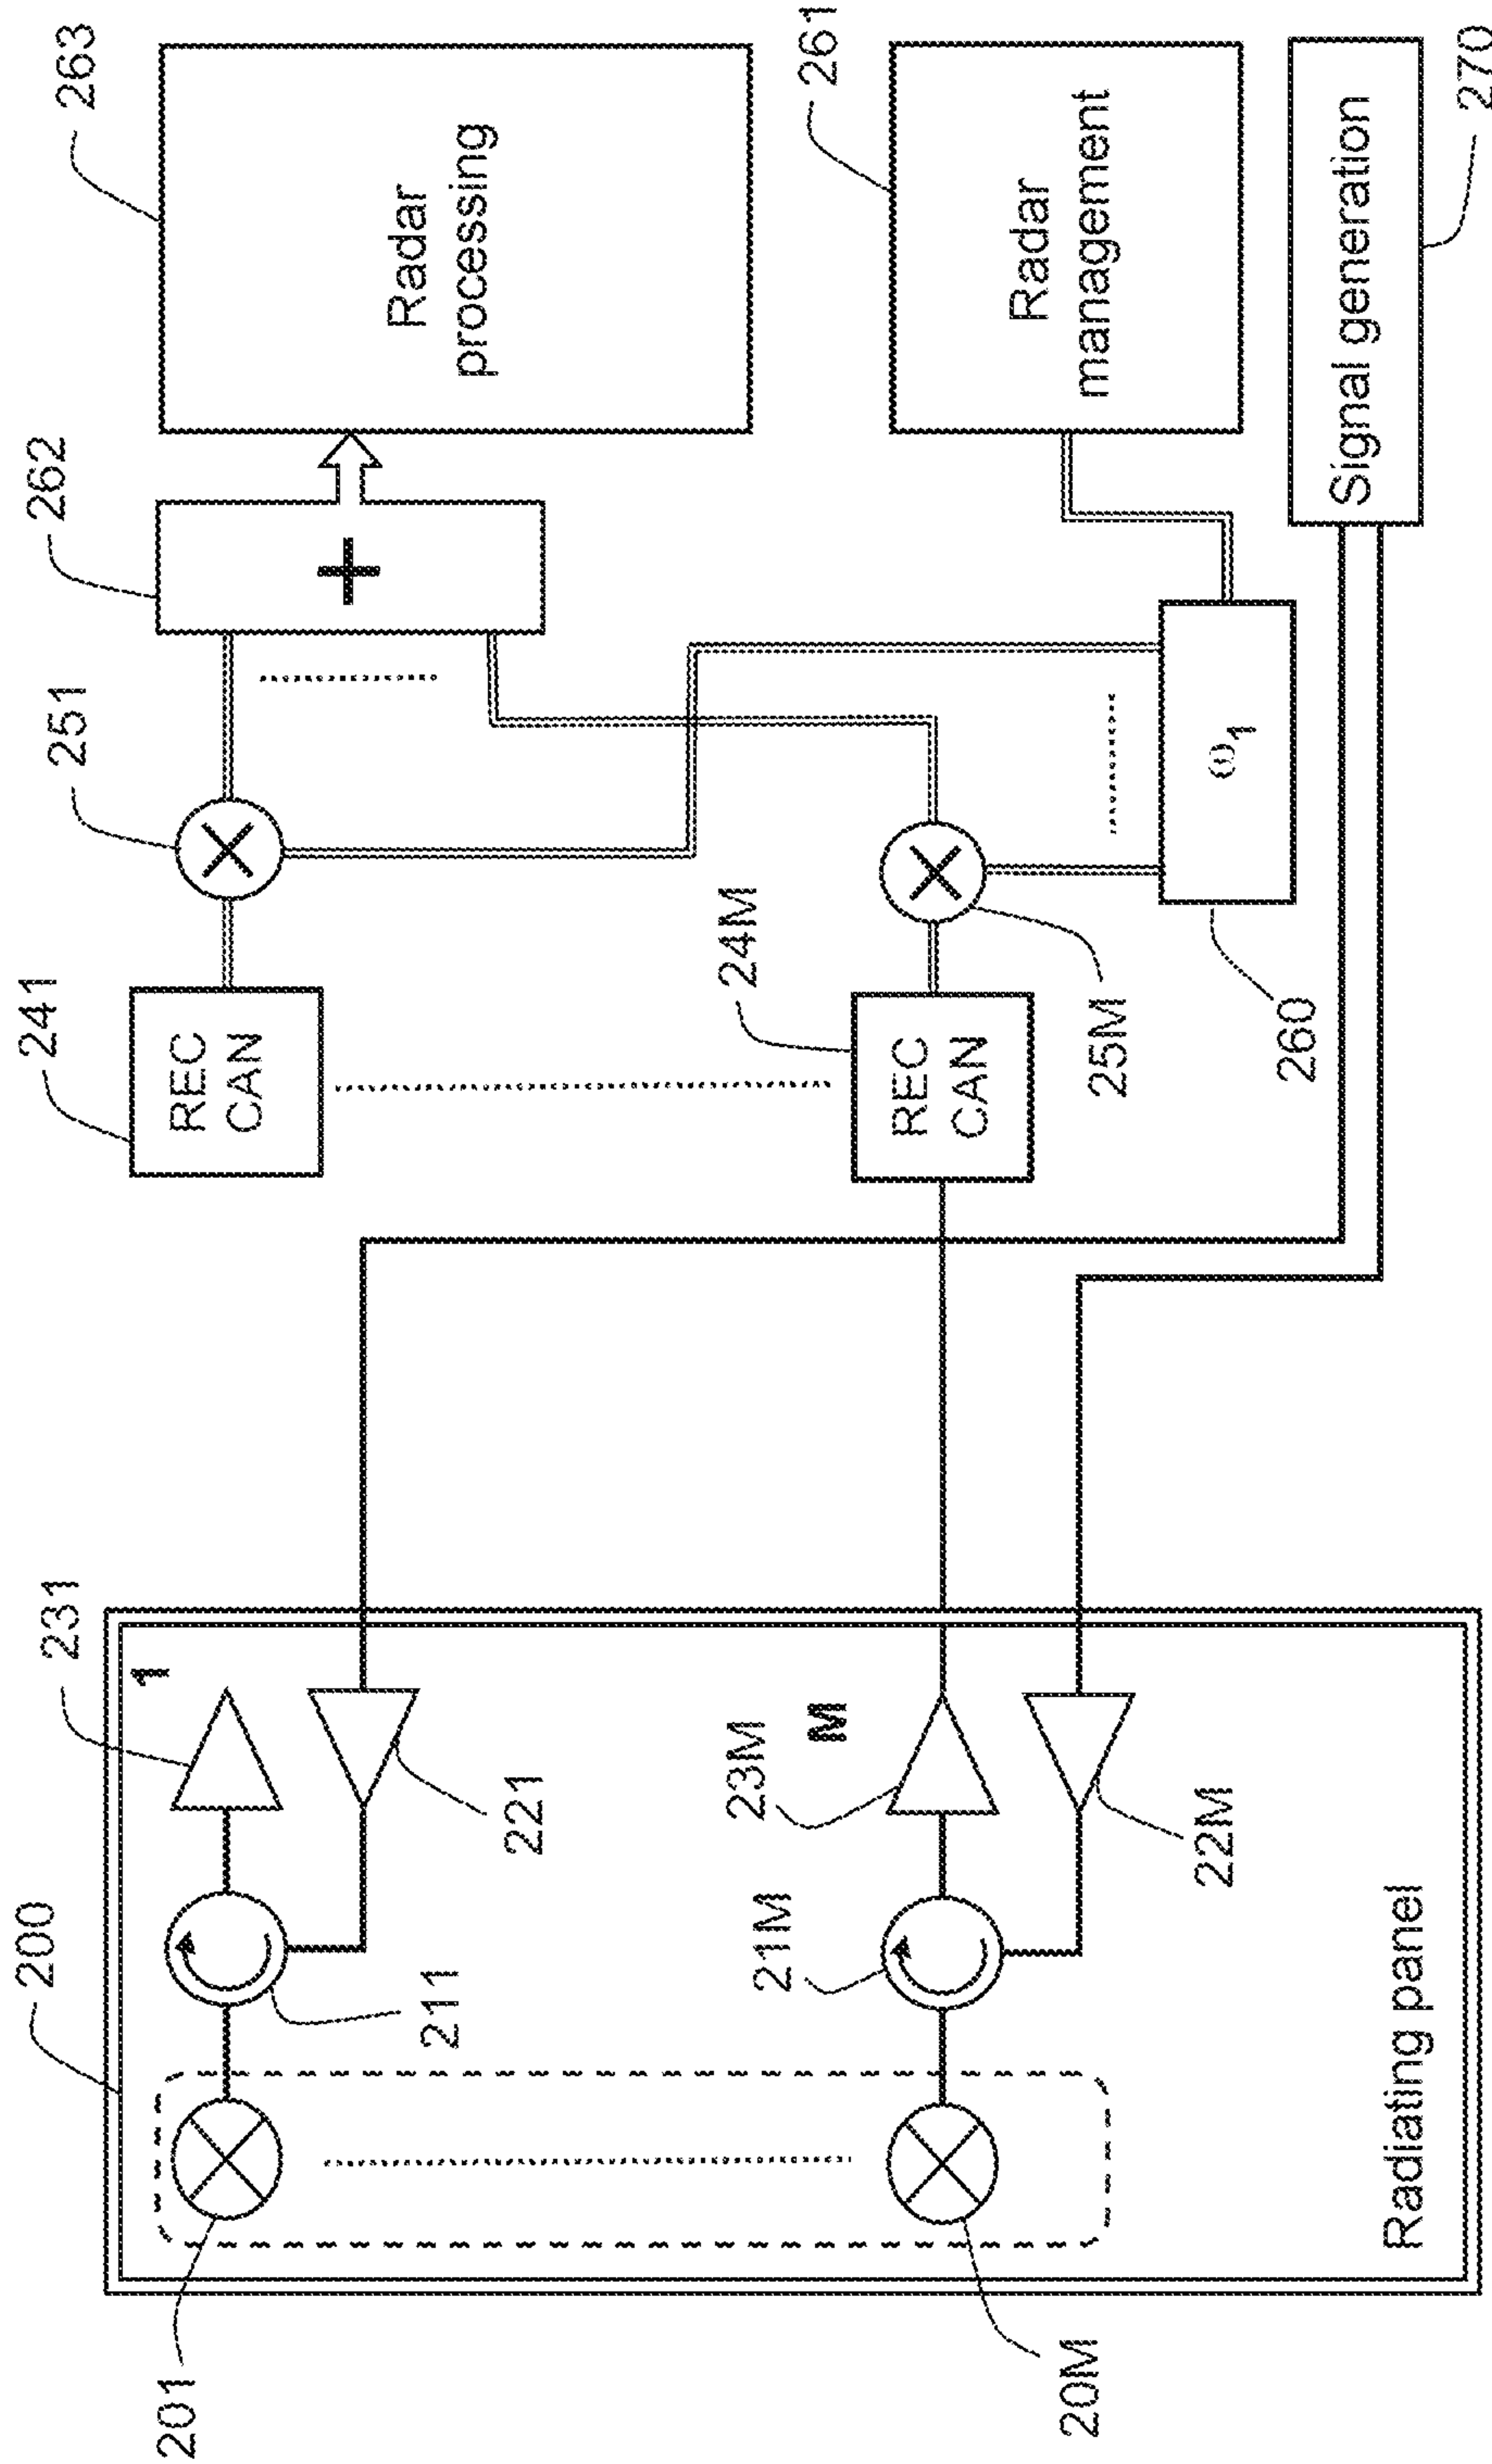 200
231
1
201
211
221
20M
21M
23M
M
22M
Radiating panel
241
REC
CAN
251
262
+
263
Radar
processing
24M
REC
CAN
25M
260
ω1
261
Radar
management
Signal generation
270